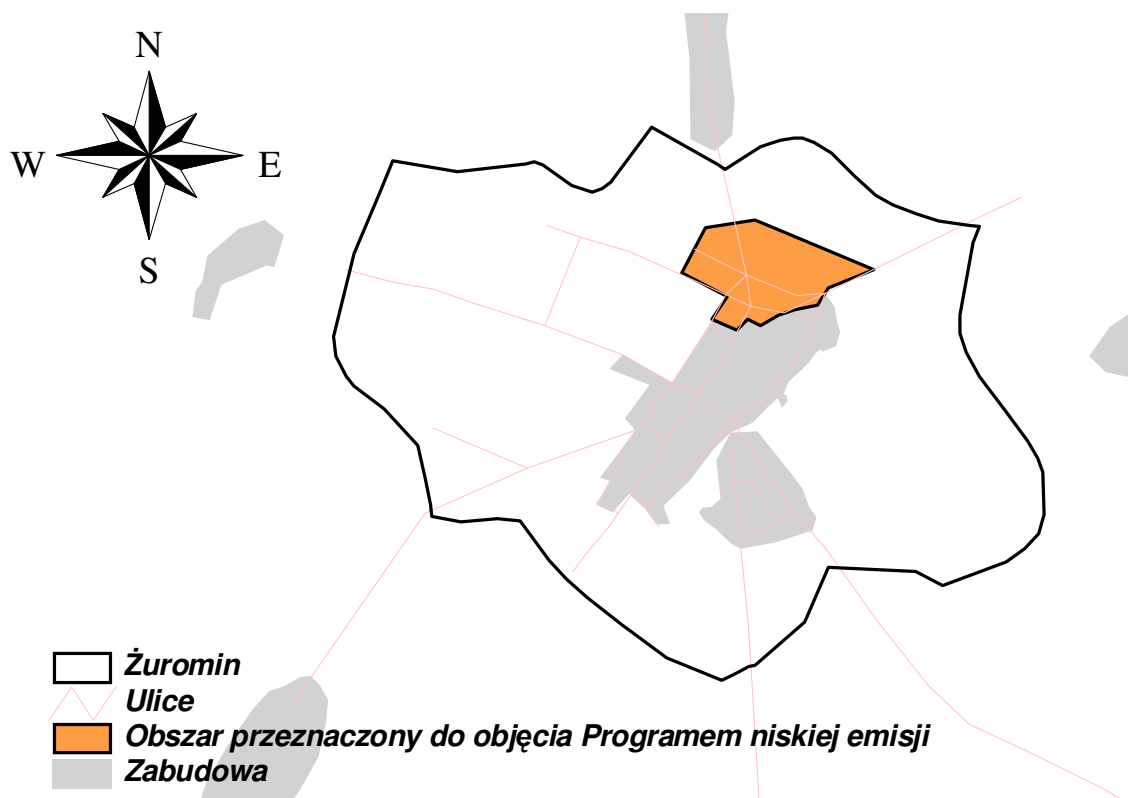 N
W E
S
Żuromin
Ulice
Obszar przeznaczony do objęcia Programem niskiej emisji
Zabudowa